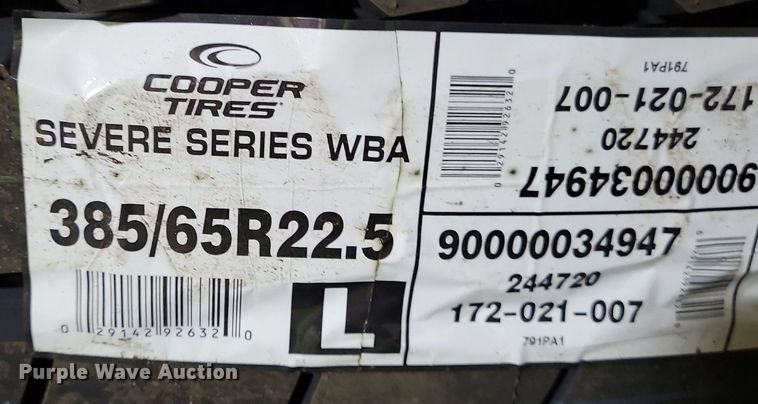 COOPER
TIRES
SEVERE SERIES WBA
385/65R22.5
0 29142 92632 0
L
791PA1
172-021-007
244720
0 29142 92632 0
90000034947
90000034947
244720
172-021-007
791PA1
Purple Wave Auction